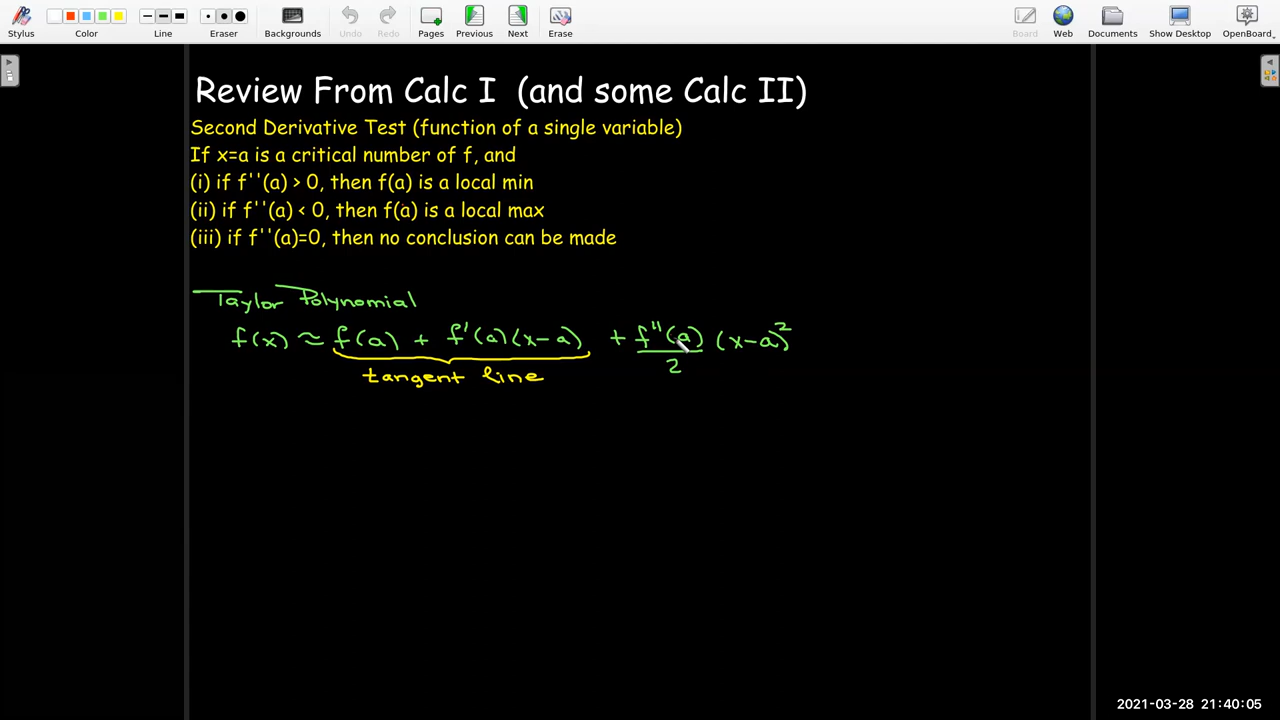 Stylus Color Line Eraser Backgrounds Undo Redo Pages Previous Next Erase Board Web Documents Show Desktop OpenBoard
Review From Calc I (and some Calc II)
Second Derivative Test (function of a single variable)
If x=a is a critical number of f, and
(i) if f''(a) > 0, then f(a) is a local min
(ii) if f''(a) < 0, then f(a) is a local max
(iii) if f''(a)=0, then no conclusion can be made
Taylor Polynomial
f(x) ≈ f(a) + f'(a)(x-a) + f''(a)/2 (x-a)²
tangent line
2021-03-28 21:40:05